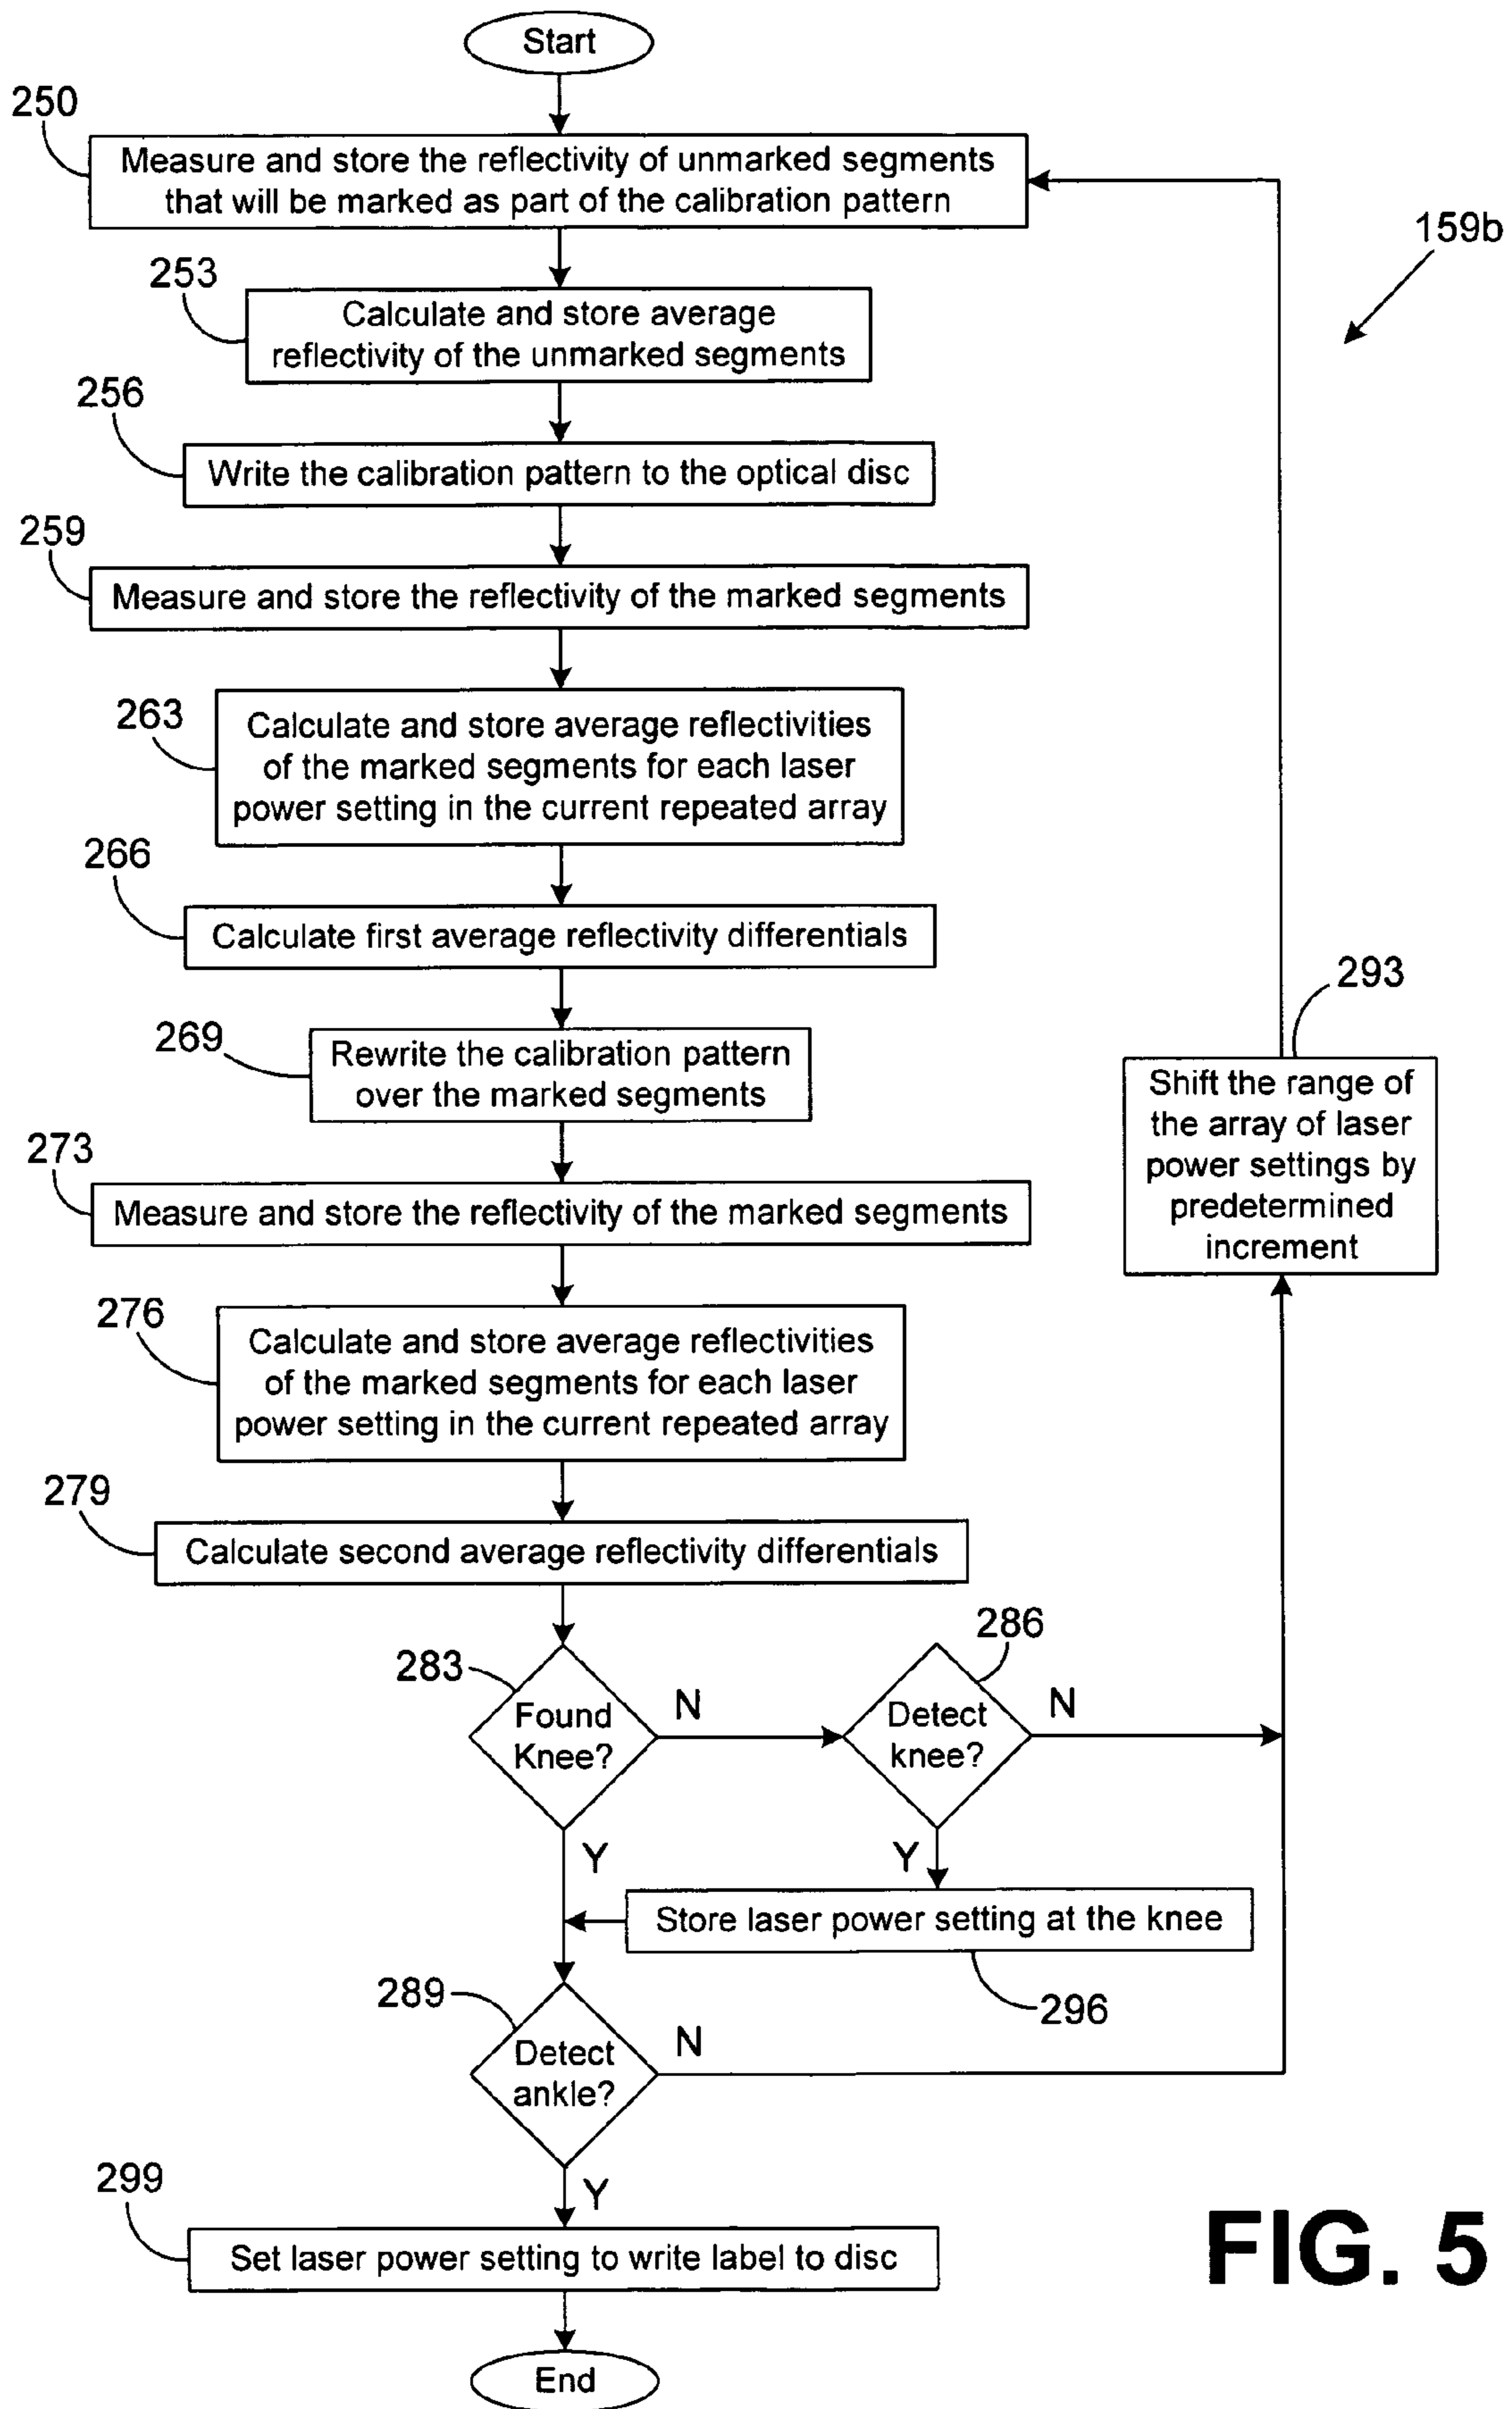 Start
250
Measure and store the reflectivity of unmarked segments
that will be marked as part of the calibration pattern
159b
253
Calculate and store average
reflectivity of the unmarked segments
256
Write the calibration pattern to the optical disc
259
Measure and store the reflectivity of the marked segments
263
Calculate and store average reflectivities
of the marked segments for each laser
power setting in the current repeated array
266
Calculate first average reflectivity differentials
293
Shift the range of
the array of laser
power settings by
predetermined
increment
269
Rewrite the calibration pattern
over the marked segments
273
Measure and store the reflectivity of the marked segments
276
Calculate and store average reflectivities
of the marked segments for each laser
power setting in the current repeated array
279
Calculate second average reflectivity differentials
283
Found
Knee?
N
286
Detect
knee?
N
Y
Y
Store laser power setting at the knee
296
289
Detect
ankle?
N
Y
299
Set laser power setting to write label to disc
End
FIG. 5